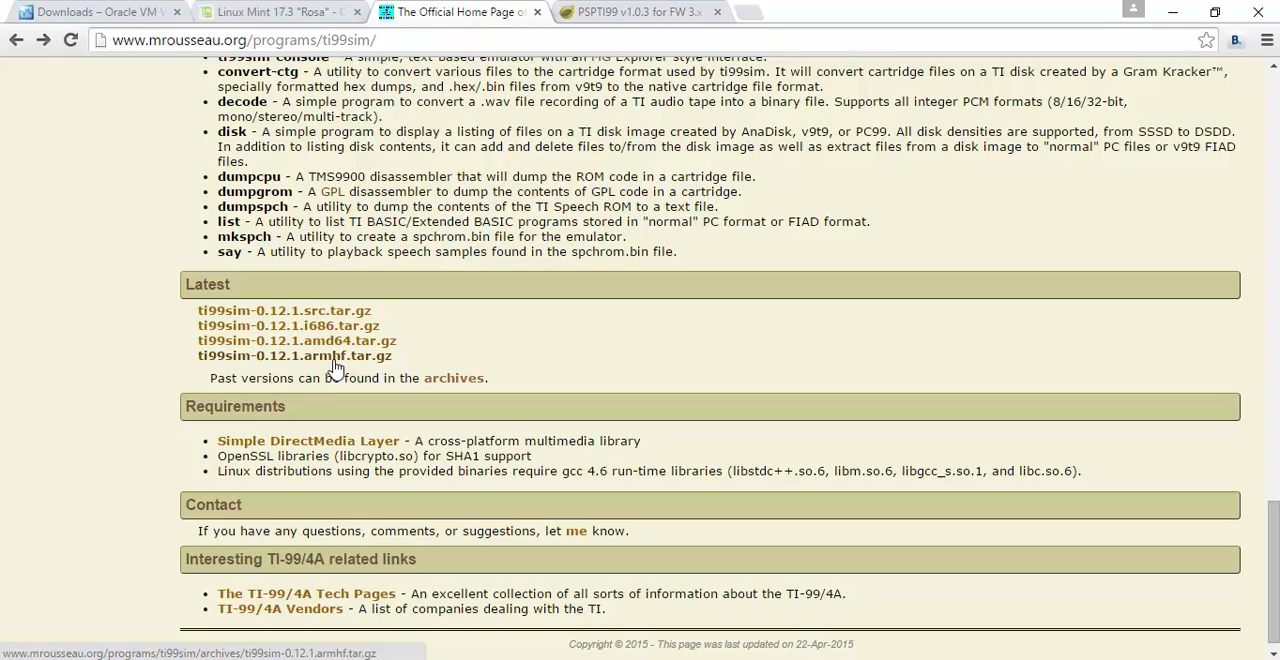 Downloads – Oracle VM V
Linux Mint 17.3 "Rosa" - C
The Official Home Page of
PSPTI99 v1.0.3 for FW 3.x
www.mrousseau.org/programs/ti99sim/
B.
ti99sim-console - A simple, text based emulator with an MG Explorer style interface.
• convert-ctg - A utility to convert various files to the cartridge format used by ti99sim. It will convert cartridge files on a TI disk created by a Gram Kracker™,
specially formatted hex dumps, and .hex/.bin files from v9t9 to the native cartridge file format.
• decode - A simple program to convert a .wav file recording of a TI audio tape into a binary file. Supports all integer PCM formats (8/16/32-bit,
mono/stereo/multi-track).
• disk - A simple program to display a listing of files on a TI disk image created by AnaDisk, v9t9, or PC99. All disk densities are supported, from SSSD to DSDD.
In addition to listing disk contents, it can add and delete files to/from the disk image as well as extract files from a disk image to "normal" PC files or v9t9 FIAD
files.
• dumpcpu - A TMS9900 disassembler that will dump the ROM code in a cartridge file.
• dumpgrom - A GPL disassembler to dump the contents of GPL code in a cartridge.
• dumpspch - A utility to dump the contents of the TI Speech ROM to a text file.
• list - A utility to list TI BASIC/Extended BASIC programs stored in "normal" PC format or FIAD format.
• mkspch - A utility to create a spchrom.bin file for the emulator.
• say - A utility to playback speech samples found in the spchrom.bin file.
Latest
ti99sim-0.12.1.src.tar.gz
ti99sim-0.12.1.i686.tar.gz
ti99sim-0.12.1.amd64.tar.gz
ti99sim-0.12.1.armhf.tar.gz
Past versions can be found in the archives.
Requirements
• Simple DirectMedia Layer - A cross-platform multimedia library
• OpenSSL libraries (libcrypto.so) for SHA1 support
• Linux distributions using the provided binaries require gcc 4.6 run-time libraries (libstdc++.so.6, libm.so.6, libgcc_s.so.1, and libc.so.6).
Contact
If you have any questions, comments, or suggestions, let me know.
Interesting TI-99/4A related links
• The TI-99/4A Tech Pages - An excellent collection of all sorts of information about the TI-99/4A.
• TI-99/4A Vendors - A list of companies dealing with the TI.
Copyright © 2015 - This page was last updated on 22-Apr-2015
www.mrousseau.org/programs/ti99sim/archives/ti99sim-0.12.1.armhf.tar.gz